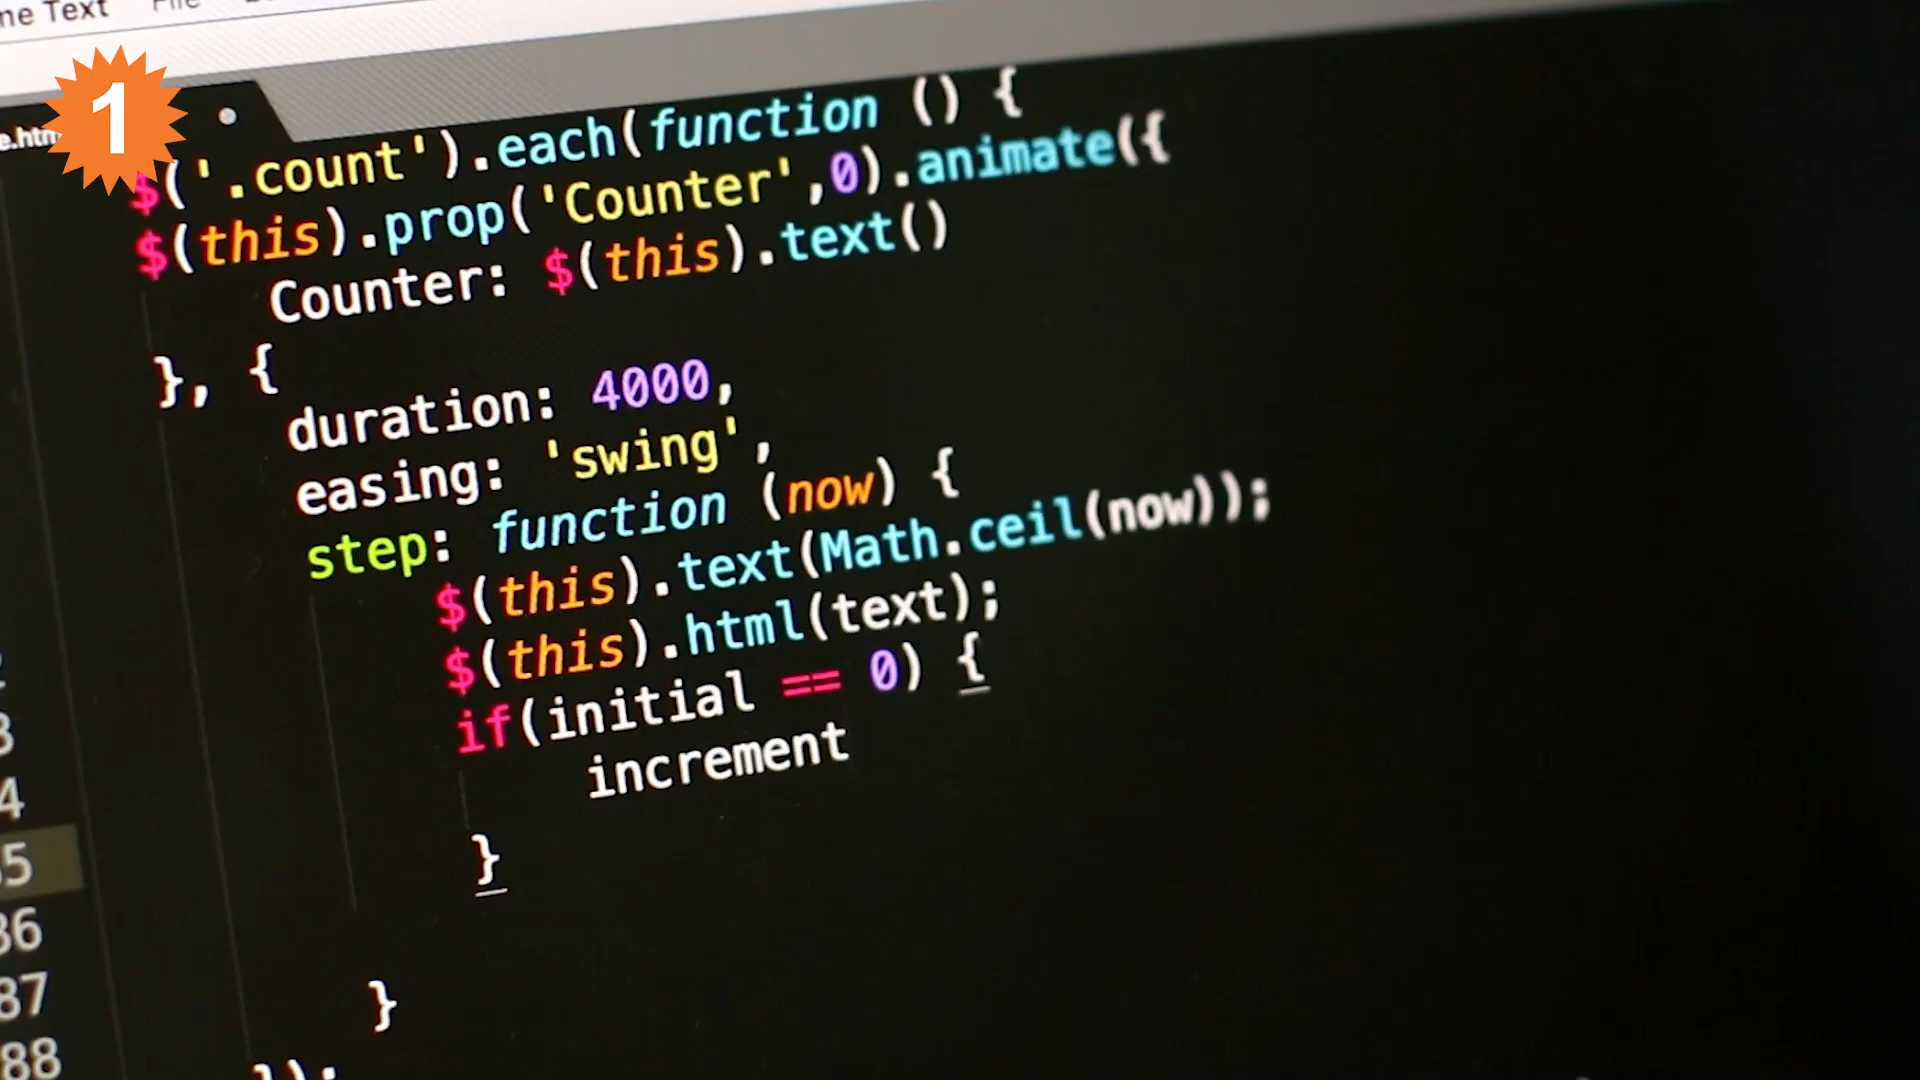 me Text File
e.htm
1
$('.count').each(function () {
$(this).prop('Counter',0).animate({
Counter: $(this).text()
}, {
duration: 4000,
easing: 'swing',
step: function (now) {
$(this).text(Math.ceil(now));
$(this).html(text);
if(initial == 0) {
increment
3
4
}
5
86
87 }
88
});